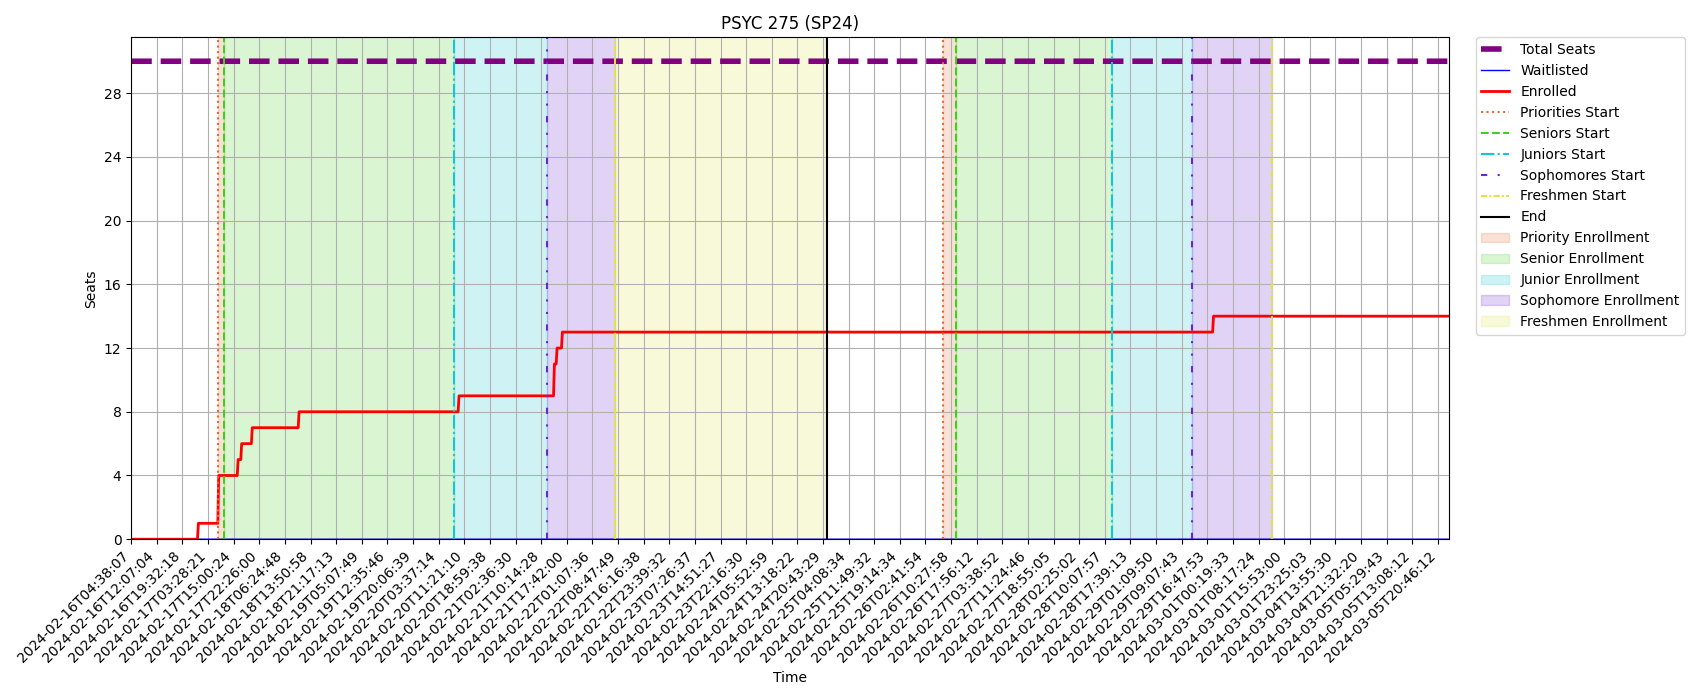 PSYC 275 (SP24)
Seats
28
24
20
16
12
8
4
0
2024-02-16T04:38:07
2024-02-16T12:07:04
2024-02-16T19:32:18
2024-02-17T03:28:21
2024-02-17T15:00:24
2024-02-17T22:26:00
2024-02-18T06:24:48
2024-02-18T13:50:58
2024-02-18T21:17:13
2024-02-19T05:07:49
2024-02-19T12:35:46
2024-02-19T20:06:39
2024-02-20T03:37:14
2024-02-20T11:21:10
2024-02-20T18:59:38
2024-02-21T02:36:30
2024-02-21T10:14:28
2024-02-21T17:42:00
2024-02-22T01:07:36
2024-02-22T08:47:49
2024-02-22T16:16:38
2024-02-22T23:39:32
2024-02-23T07:26:37
2024-02-23T14:51:27
2024-02-23T22:16:30
2024-02-24T05:52:59
2024-02-24T13:18:22
2024-02-24T20:43:29
2024-02-25T04:08:34
2024-02-25T11:49:32
2024-02-25T19:14:34
2024-02-26T02:41:54
2024-02-26T10:27:58
2024-02-26T17:56:12
2024-02-27T03:38:52
2024-02-27T11:24:46
2024-02-27T18:55:05
2024-02-28T02:25:02
2024-02-28T10:07:57
2024-02-28T17:39:13
2024-02-29T01:09:50
2024-02-29T09:07:43
2024-02-29T16:47:53
2024-03-01T00:19:33
2024-03-01T08:17:24
2024-03-01T15:53:00
2024-03-01T23:25:03
2024-03-04T13:55:30
2024-03-04T21:32:20
2024-03-05T05:29:43
2024-03-05T13:08:12
2024-03-05T20:46:12
Time
Total Seats
Waitlisted
Enrolled
Priorities Start
Seniors Start
Juniors Start
Sophomores Start
Freshmen Start
End
Priority Enrollment
Senior Enrollment
Junior Enrollment
Sophomore Enrollment
Freshmen Enrollment